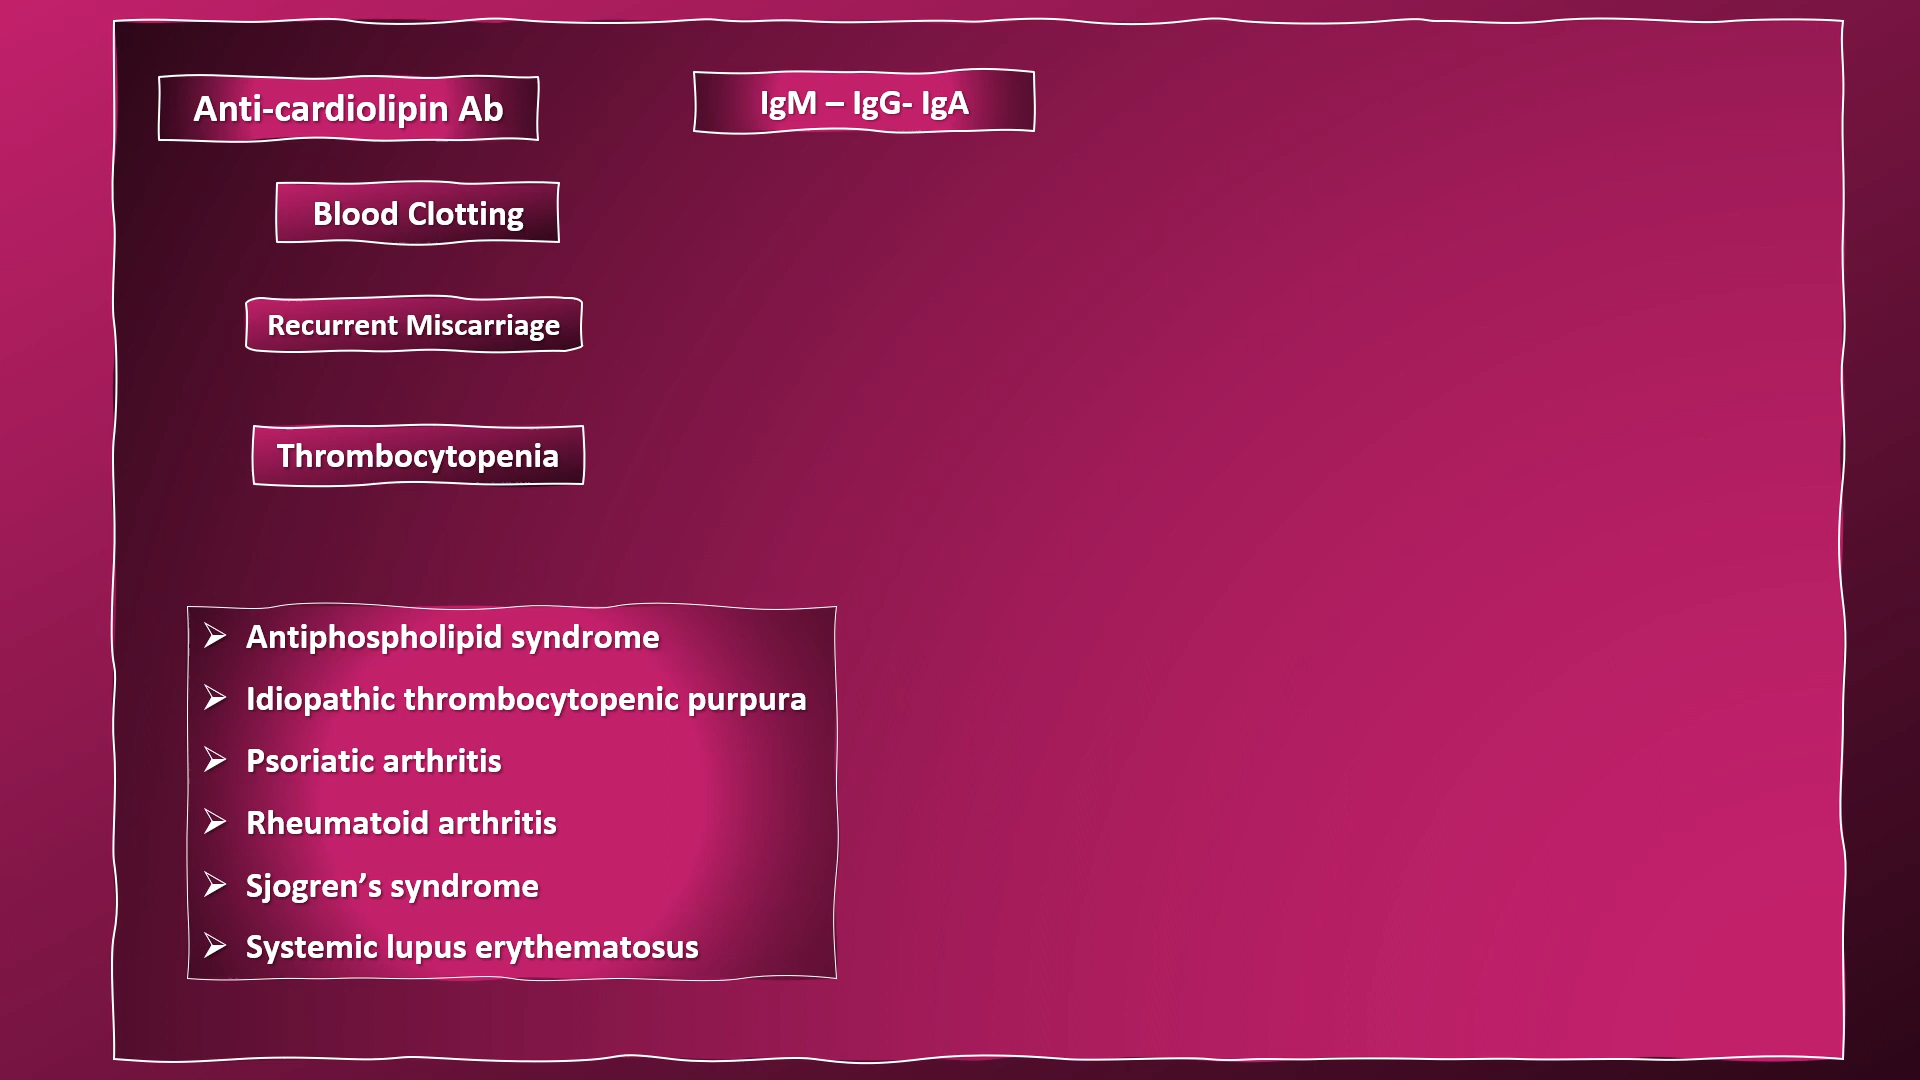 Anti-cardiolipin Ab
IgM – IgG- IgA
Blood Clotting
Recurrent Miscarriage
Thrombocytopenia
Antiphospholipid syndrome
Idiopathic thrombocytopenic purpura
Psoriatic arthritis
Rheumatoid arthritis
Sjogren’s syndrome
Systemic lupus erythematosus